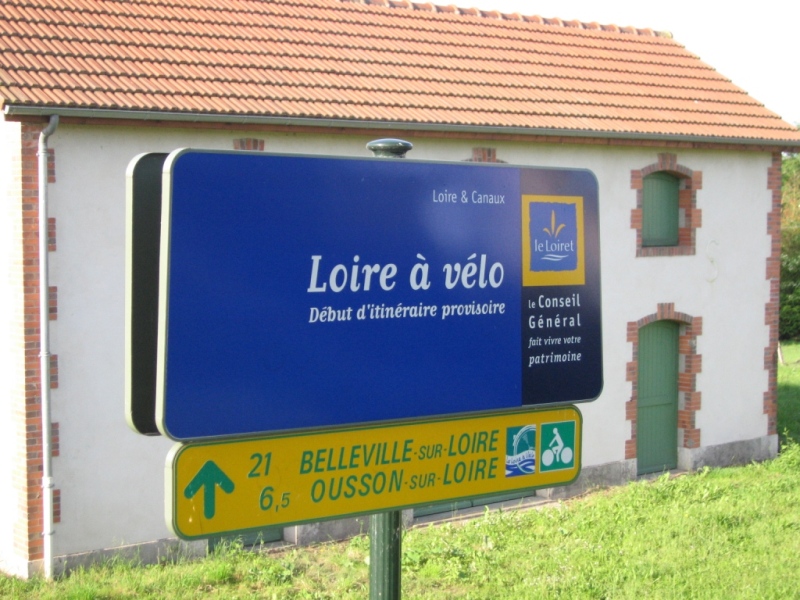 Loire & Canaux
Loire à vélo
Début d'itinéraire provisoire
le Loiret
le Conseil
Général
fait vivre votre
patrimoine
21 BELLEVILLE-SUR-LOIRE
6,5 OUSSON-SUR-LOIRE